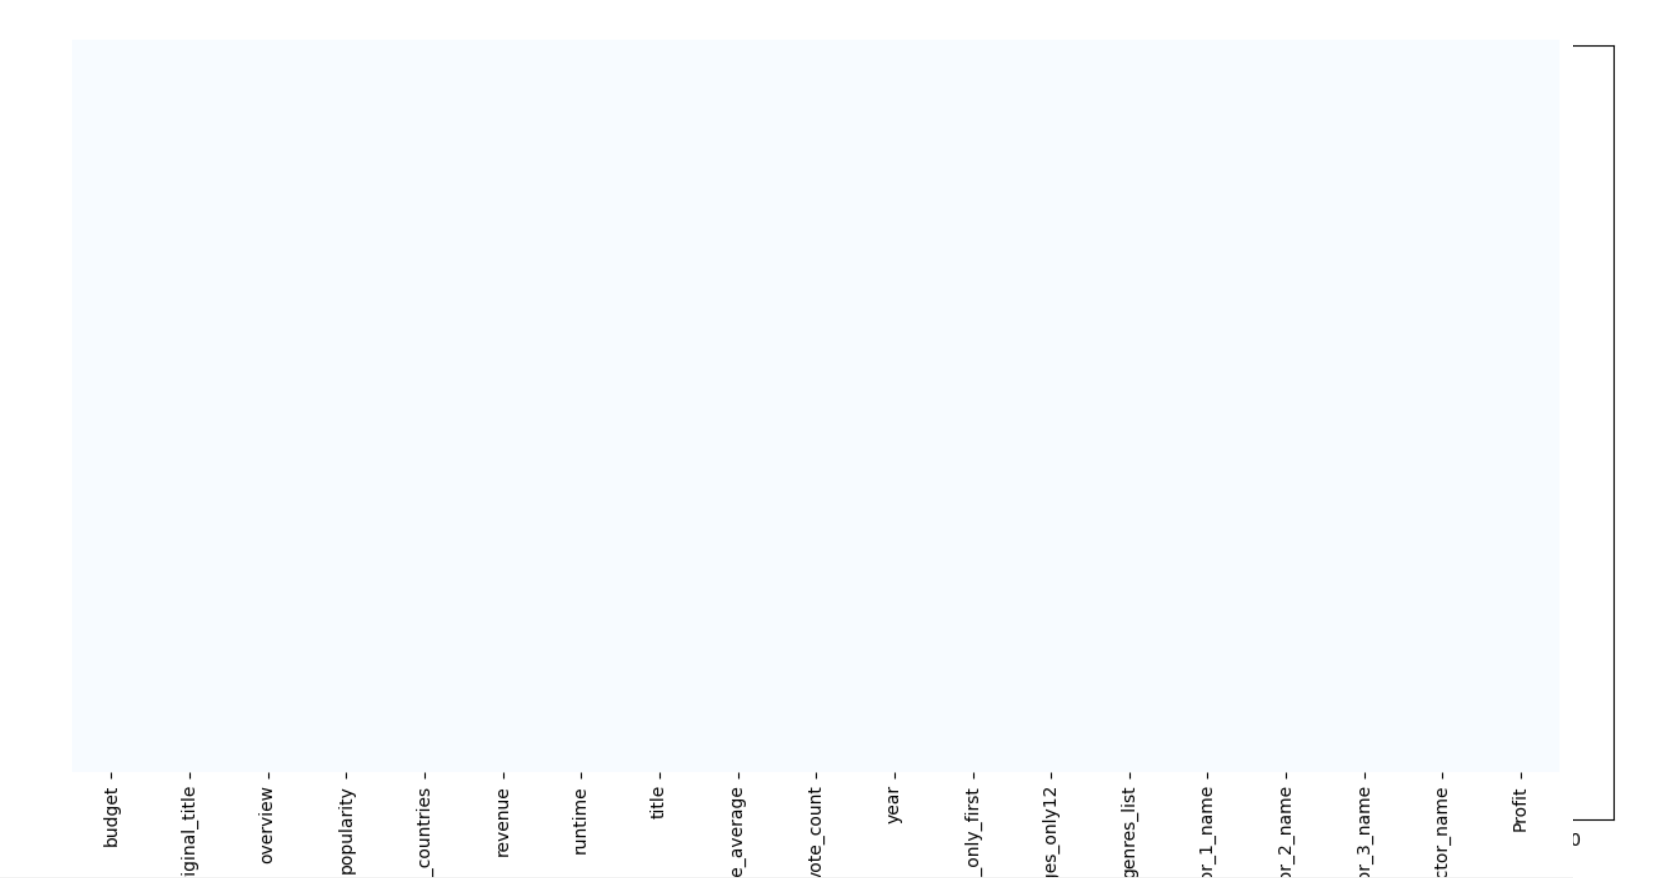 budget
iginal_title
overview
popularity
_countries
revenue
runtime
title
e_average
vote_count
year
_only_first
ges_only12
genres_list
or_1_name
or_2_name
or_3_name
ctor_name
Profit
0